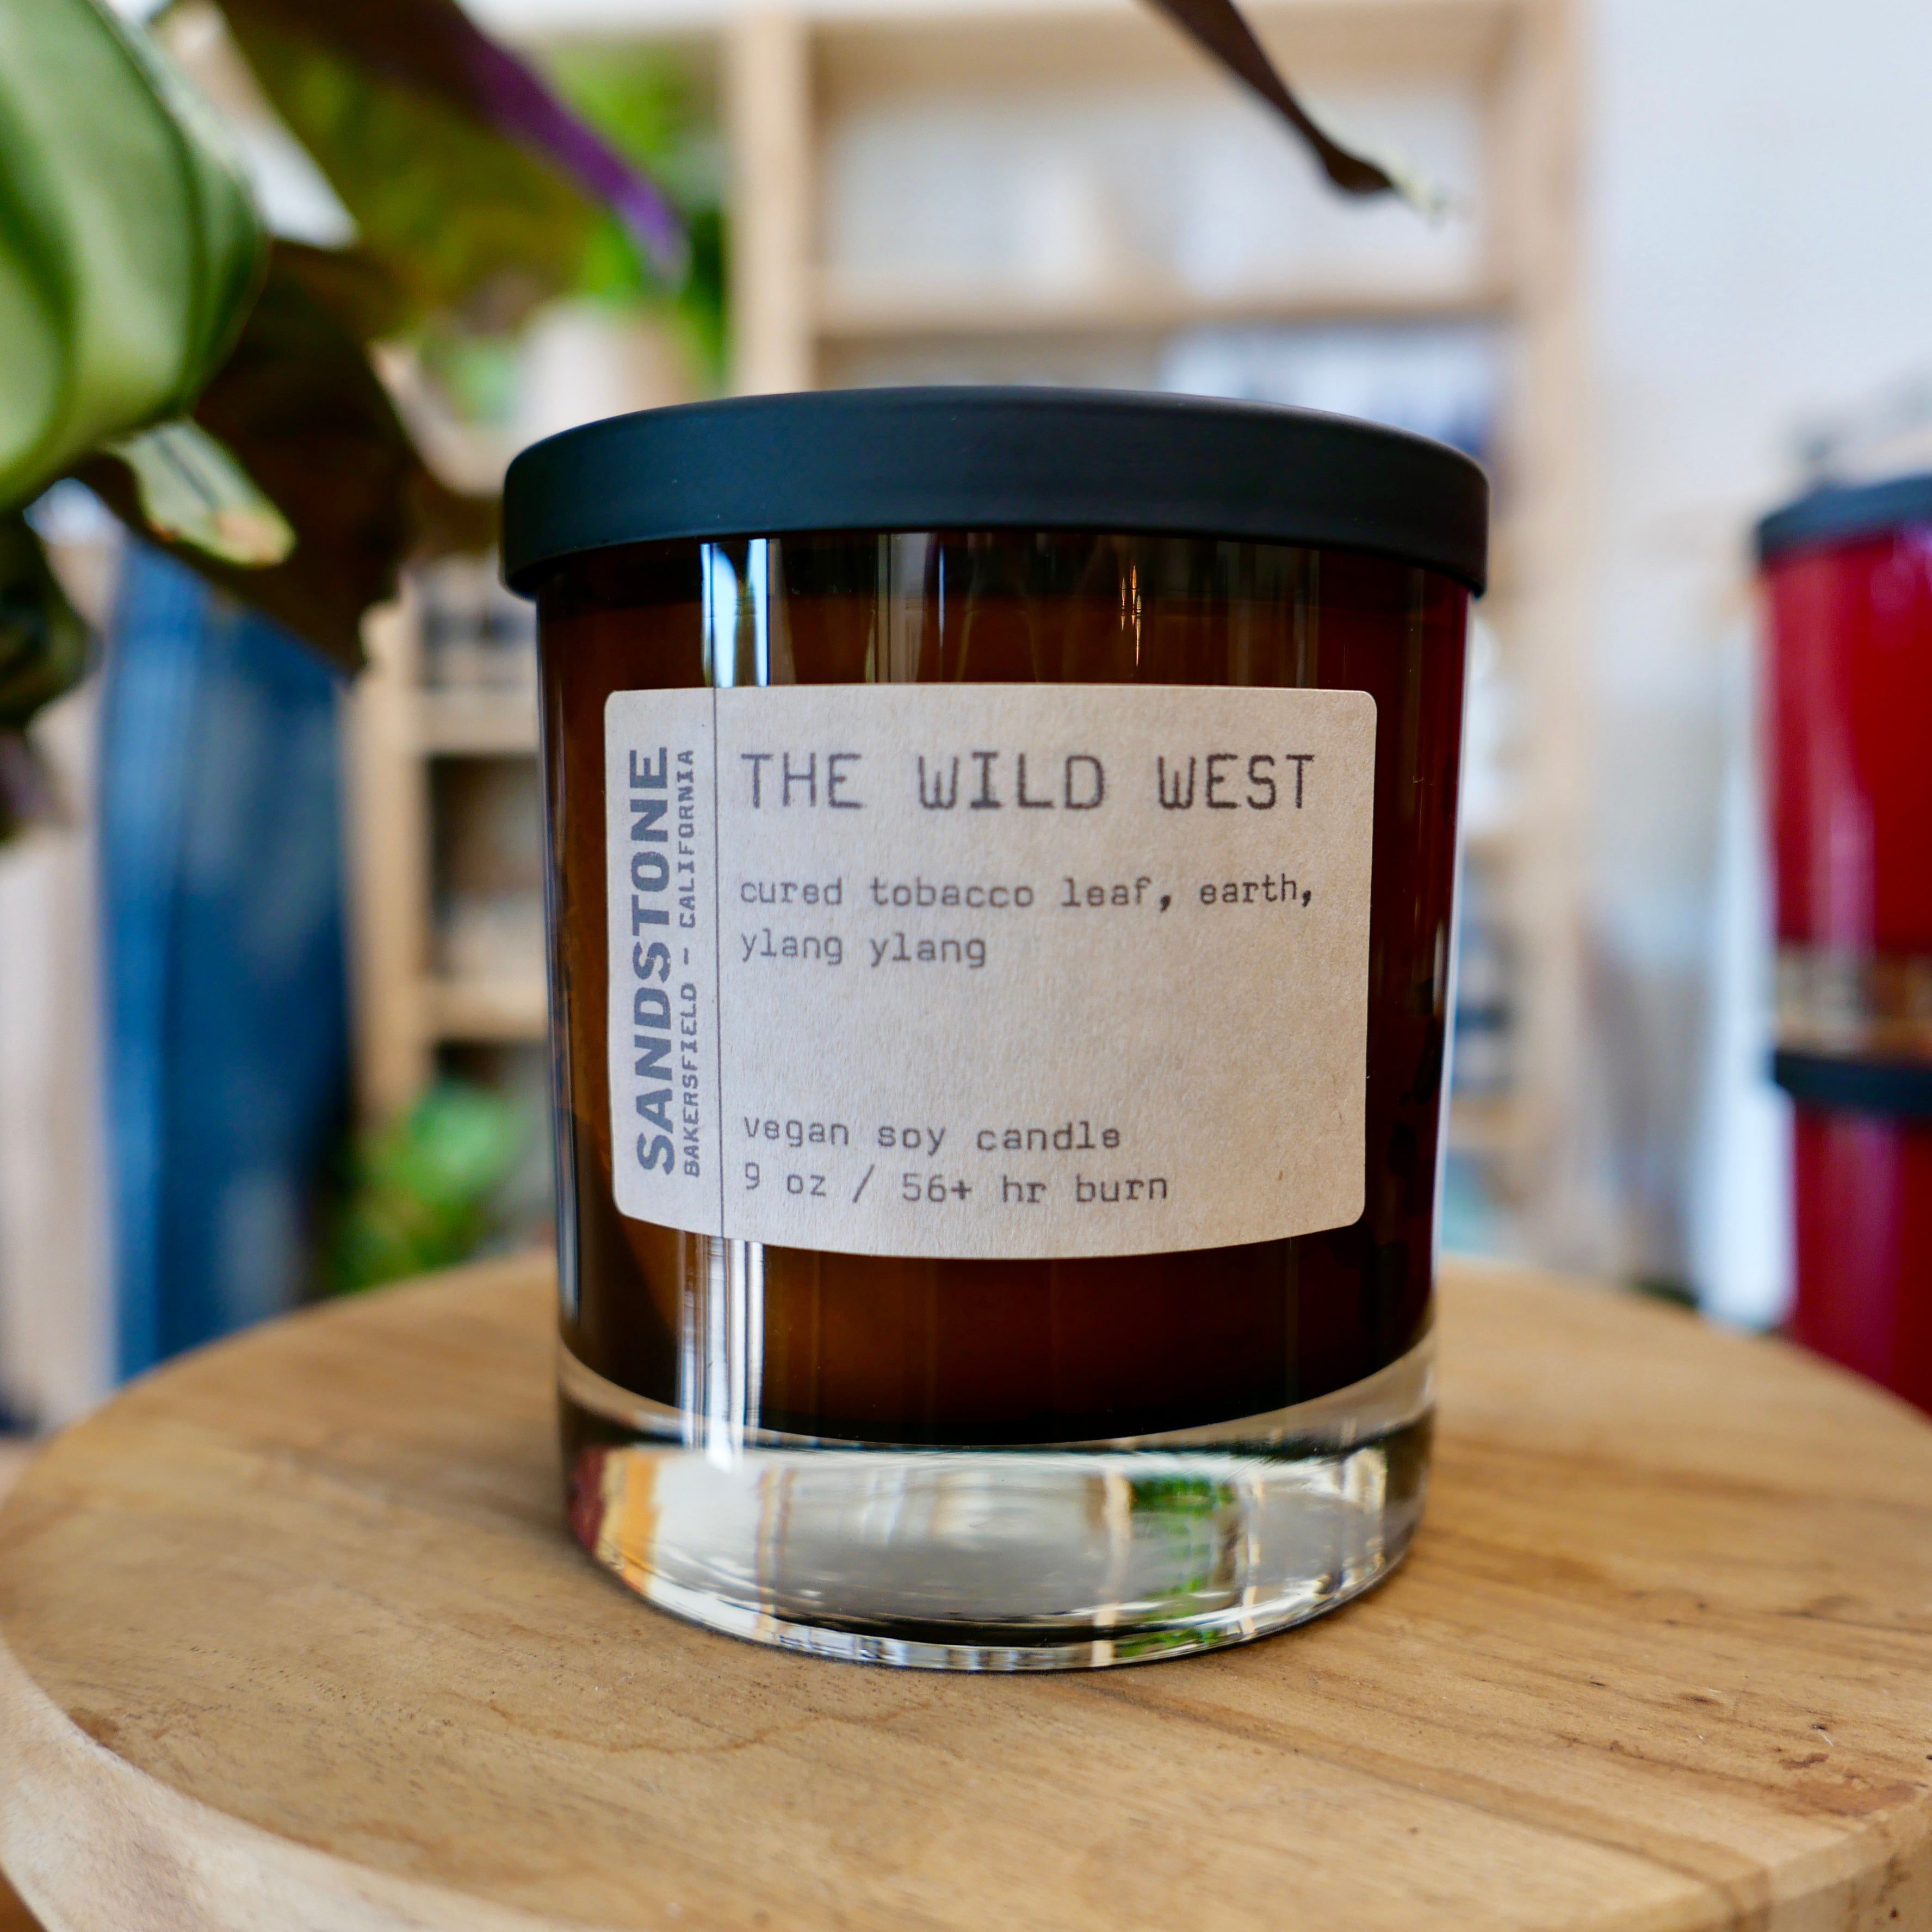 SANDSTONE
BAKERSFIELD - CALIFORNIA
THE WILD WEST
cured tobacco leaf, earth,
ylang ylang
vegan soy candle
9 oz / 56+ hr burn